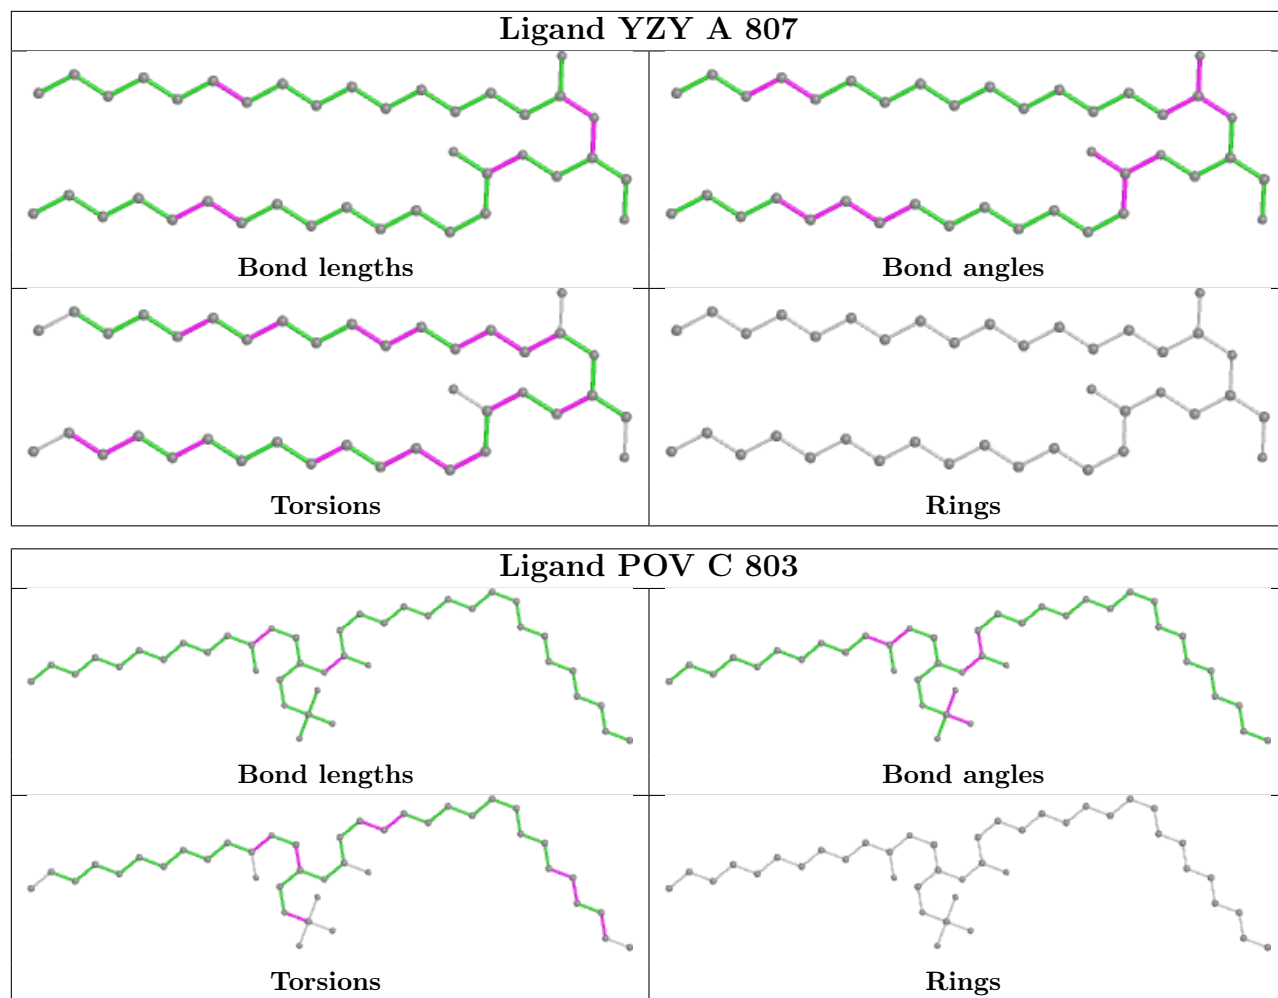 Ligand YZY A 807
Bond lengths
Bond angles
Torsions
Rings
Ligand POV C 803
Bond lengths
Bond angles
Torsions
Rings